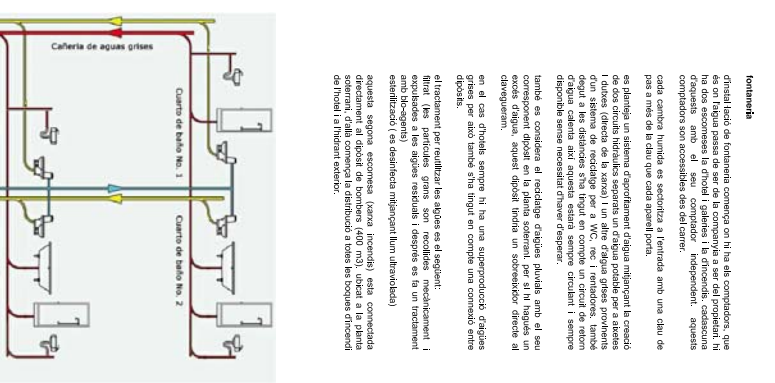 fontaneria
d'instal·lació de fontaneria comença on hi ha els comptadors, que
és on l'aigua passa de ser de la companyia a ser del propietari. hi
ha dos escomeses la d'hotel i galeries i la d'incendis, cadascuna
d'aquests amb el seu comptador independent. aquests
comptadors son accessibles des del carrer.
cada cambra humida es sectoritza a l'entrada amb una clau de
pas a més de la clau que cada aparell porta.
es planteja un sistema d'aprofitament d'aigua mitjançant la creació
de dos circuits hidràulics separats un d'aigua potable per a aixetes
i dutxes (directa de la xarxa) i un altre d'aigua grises provinents
d'un sistema de reciclatge per a WC, rec i rentadores. també
degut a les distàncies s'ha tingut en compte un circuit de retorn
d'aigua calenta així aquesta estarà sempre circulant i sempre
disponible sense necessitat d'haver d'esperar.
també es considera el reciclatge d'aigües pluvials amb el seu
corresponent dipòsit en la planta soterrani. per si hi hagués un
excés d'aigua, aquest dipòsit tindria un sobreeixidor directe al
clavegueram.
en el cas d'hotels sempre hi ha una superproducció d'aigües
grises per això també s'ha tingut en compte una connexió entre
dipòsits.
el tractament per reutilitzar les aigües és el següent:
filtrat (les partícules grans son recollides mecànicament i
expulsades a les aigües residuals i després es fa un tractament
amb bio-agents)
esterilització ( es desinfecta mitjançant llum ultraviolada)
aquesta segona escomesa (xarxa incendis) esta connectada
directament al dipòsit de bombers (400 m3). ubicat a la planta
soterrani, d'allà comença la distribució a totes les boques d'incendi
de l'hotel i a l'hidrant exterior.
Cañería de aguas grises
Cuarto de baño No. 1
Cuarto de baño No. 2